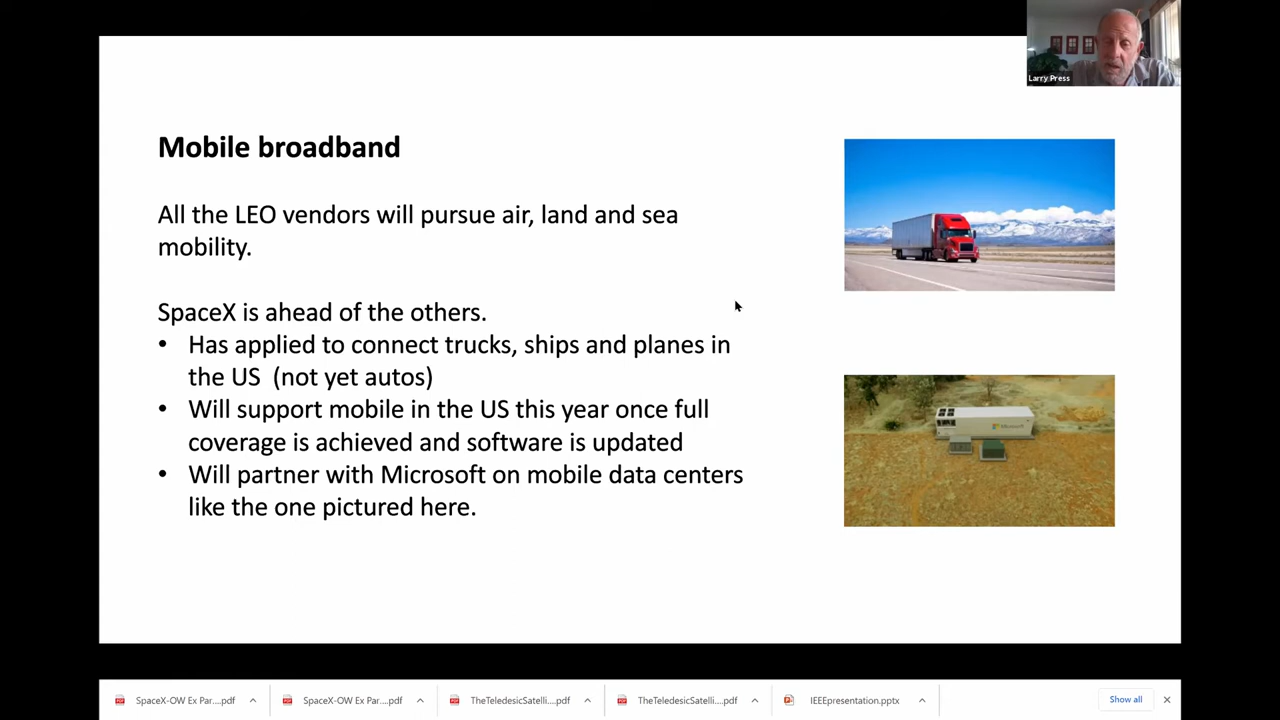 Larry Press
Mobile broadband
All the LEO vendors will pursue air, land and sea
mobility.
SpaceX is ahead of the others.
• Has applied to connect trucks, ships and planes in
the US (not yet autos)
• Will support mobile in the US this year once full
coverage is achieved and software is updated
• Will partner with Microsoft on mobile data centers
like the one pictured here.
Microsoft
SpaceX-OW Ex Par....pdf
SpaceX-OW Ex Par....pdf
TheTeledesicSatelli....pdf
TheTeledesicSatelli....pdf
IEEEpresentation.pptx
Show all